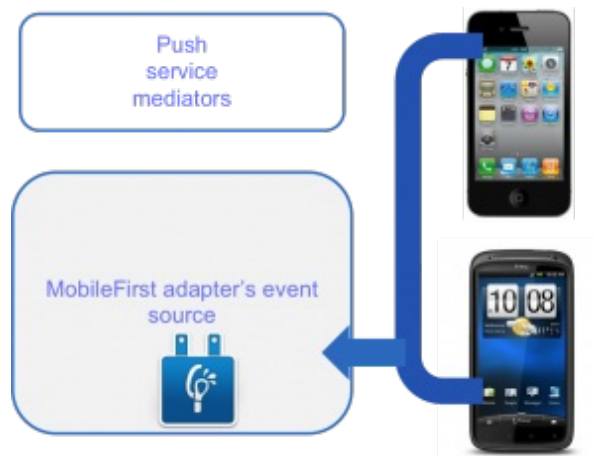 Push
service
mediators
MobileFirst adapter's event
source
10 08